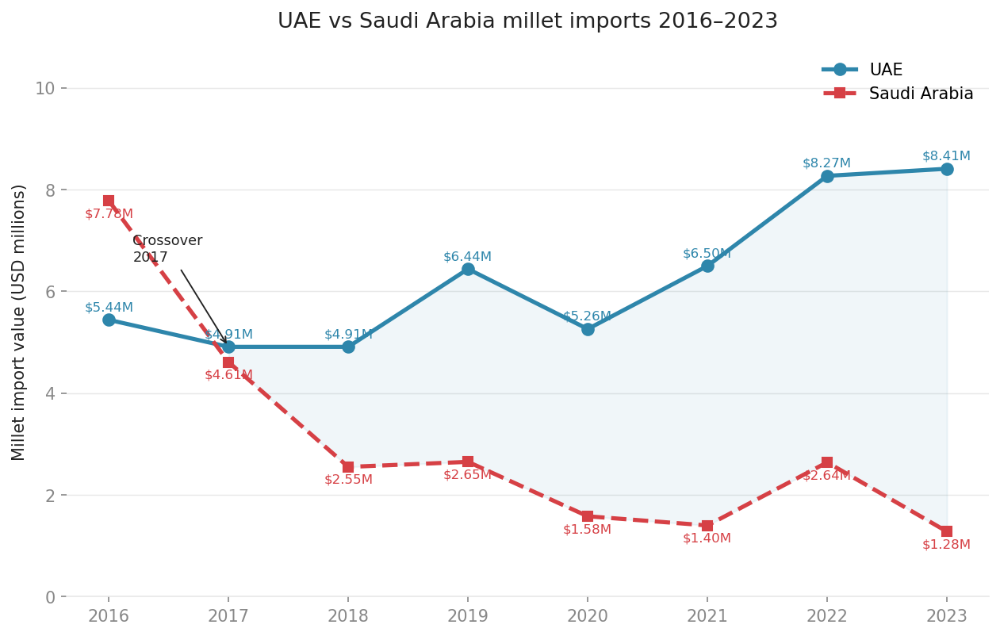 UAE vs Saudi Arabia millet imports 2016–2023
UAE
Saudi Arabia
Millet import value (USD millions)
10
8
6
4
2
0
$5.44M
$4.91M
$4.91M
$6.44M
$5.26M
$6.50M
$8.27M
$8.41M
$7.78M
$4.61M
$2.55M
$2.65M
$1.58M
$1.40M
$2.64M
$1.28M
Crossover
2017
2016
2017
2018
2019
2020
2021
2022
2023